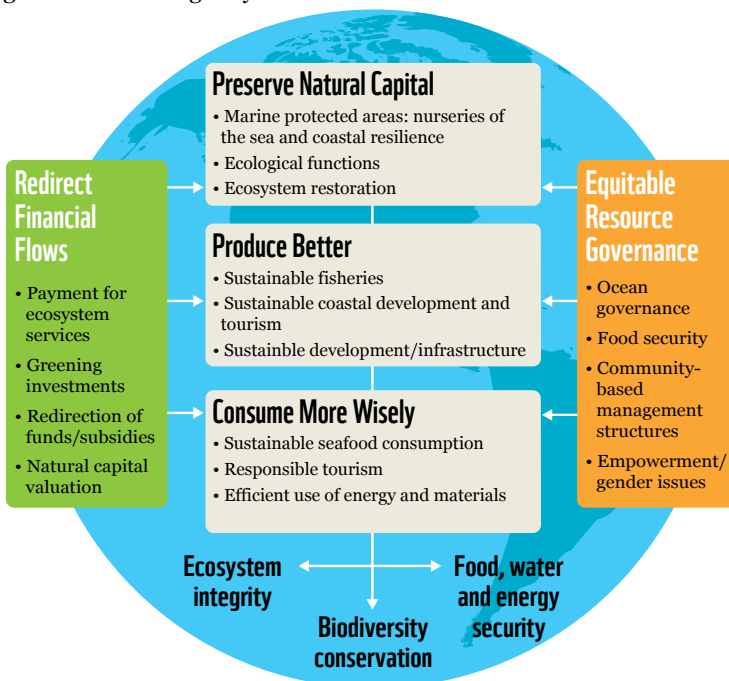 Preserve Natural Capital
• Marine protected areas: nurseries of
the sea and coastal resilience
• Ecological functions
• Ecosystem restoration
Redirect
Financial
Flows
• Payment for
ecosystem
services
• Greening
investments
• Redirection of
funds/subsidies
• Natural capital
valuation
Produce Better
• Sustainable fisheries
• Sustainable coastal development and
tourism
• Sustainble development/infrastructure
Consume More Wisely
• Sustainable seafood consumption
• Responsible tourism
• Efficient use of energy and materials
Equitable
Resource
Governance
• Ocean
governance
• Food security
• Community-
based
management
structures
• Empowerment/
gender issues
Ecosystem
integrity
Biodiversity
conservation
Food, water
and energy
security